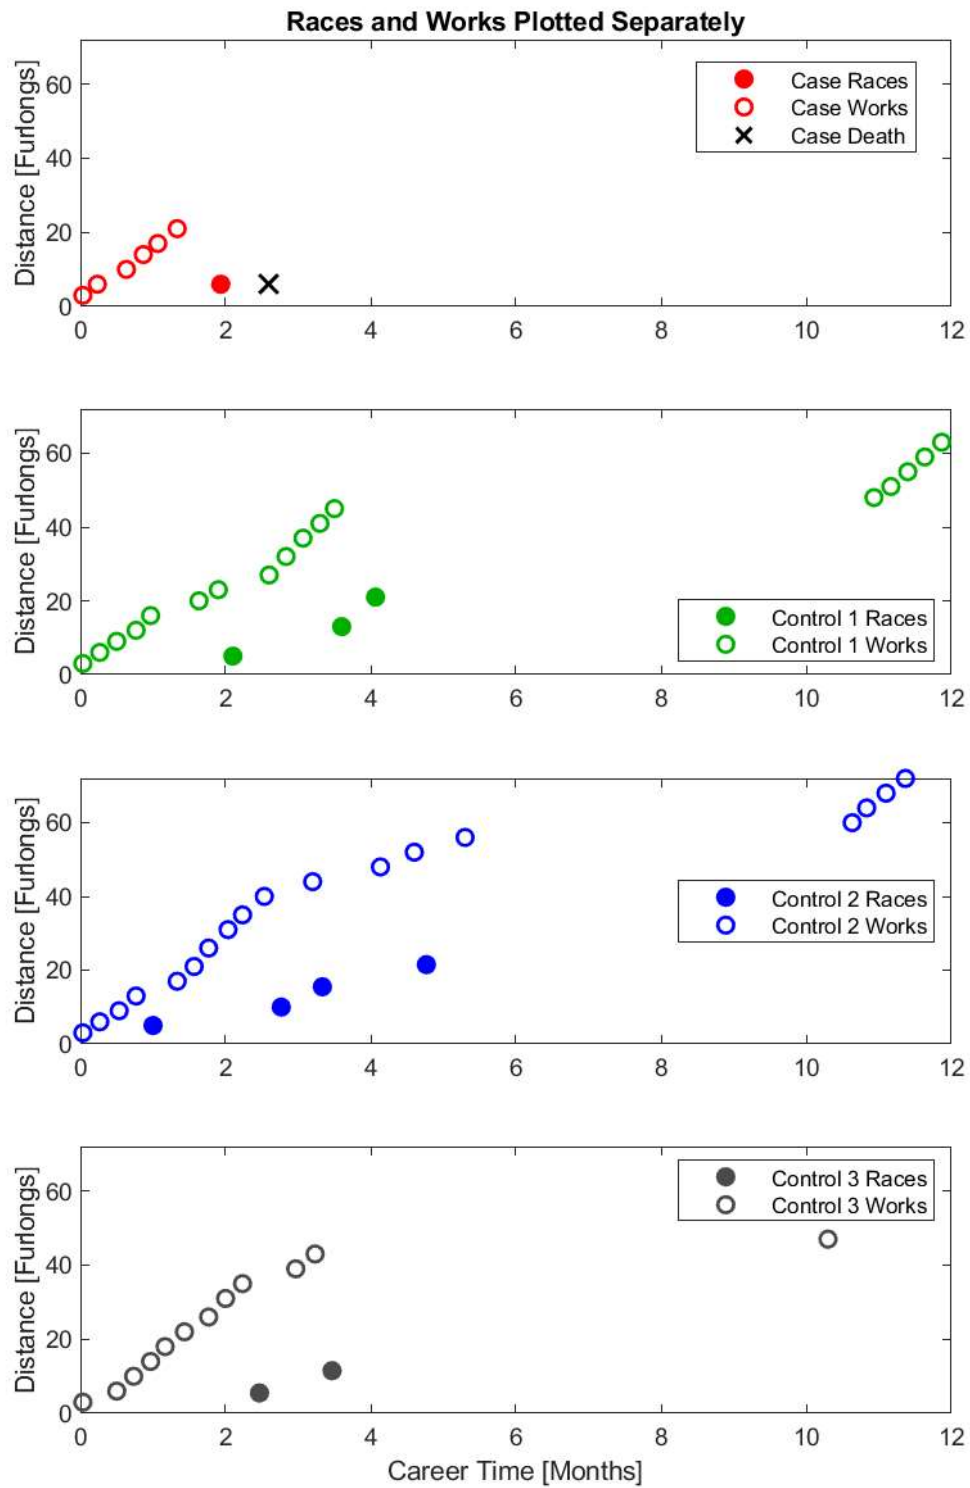 Races and Works Plotted Separately
Distance [Furlongs]
60
40
20
0
Case Races
Case Works
Case Death
0 2 4 6 8 10 12
Distance [Furlongs]
60
40
20
0
Control 1 Races
Control 1 Works
0 2 4 6 8 10 12
Distance [Furlongs]
60
40
20
0
Control 2 Races
Control 2 Works
0 2 4 6 8 10 12
Distance [Furlongs]
60
40
20
0
Control 3 Races
Control 3 Works
0 2 4 6 8 10 12
Career Time [Months]